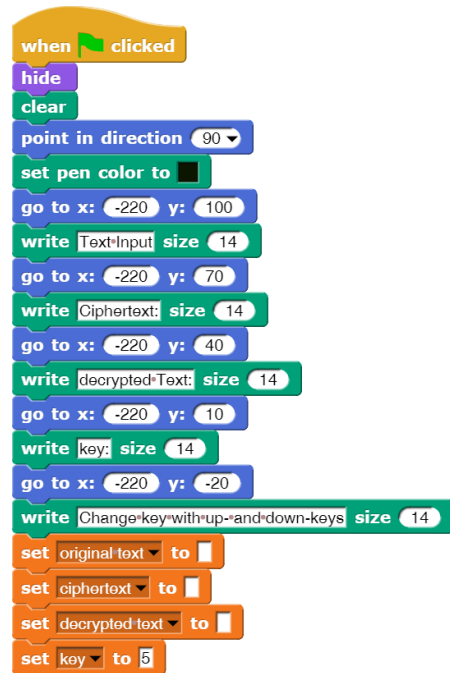 when clicked
hide
clear
point in direction 90
set pen color to
go to x: -220 y: 100
write Text Input size 14
go to x: -220 y: 70
write Ciphertext: size 14
go to x: -220 y: 40
write decrypted Text: size 14
go to x: -220 y: 10
write key: size 14
go to x: -220 y: -20
write Change key with up- and down-keys size 14
set original text to
set ciphertext to
set decrypted text to
set key to 5